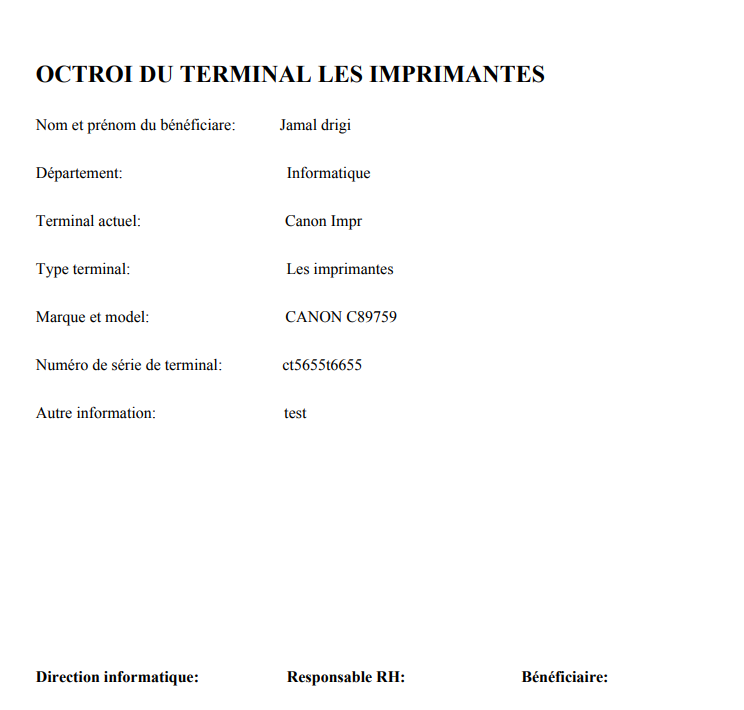 OCTROI DU TERMINAL LES IMPRIMANTES
Nom et prénom du bénéficiare: Jamal drigi
Département: Informatique
Terminal actuel: Canon Impr
Type terminal: Les imprimantes
Marque et model: CANON C89759
Numéro de série de terminal: ct5655t6655
Autre information: test
Direction informatique: Responsable RH: Bénéficiaire: